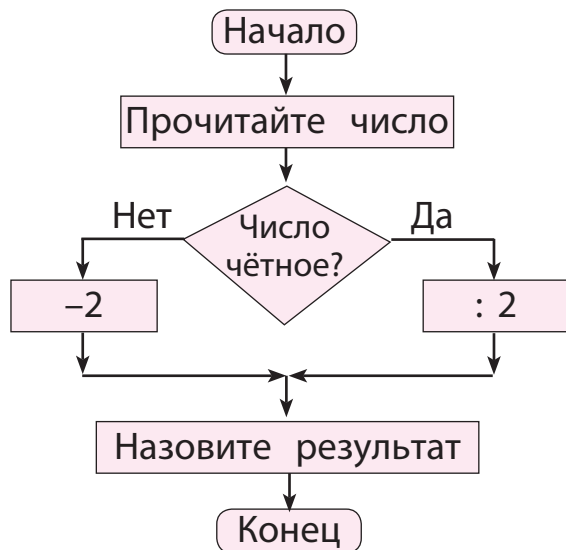 Начало
Прочитайте число
Нет
Да
Число
чётное?
–2
: 2
Назовите результат
Конец